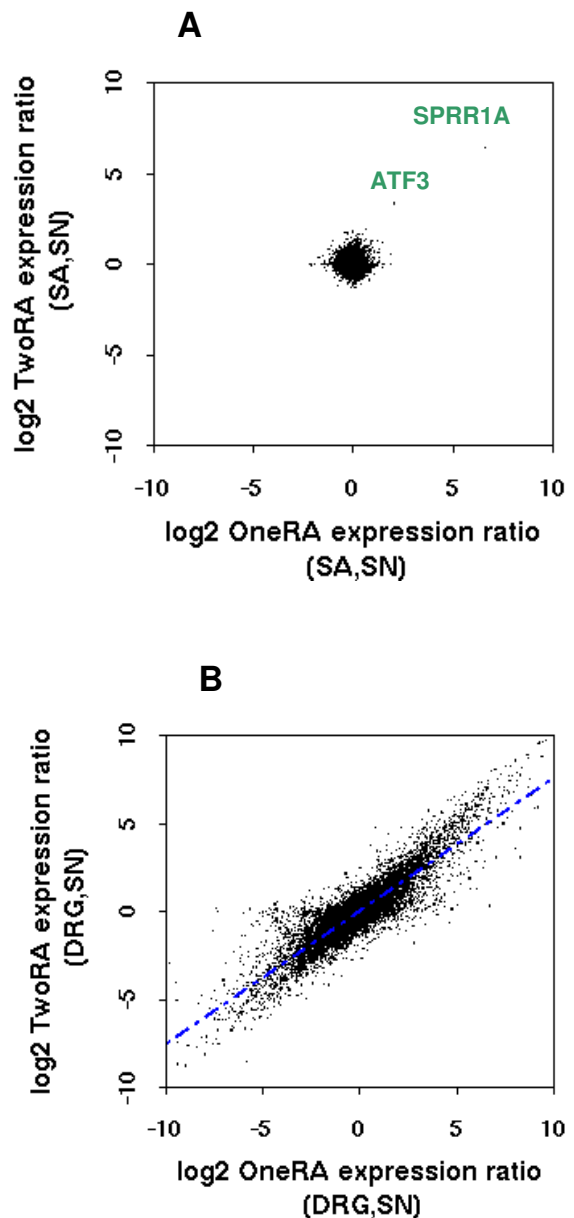 A
log2 TwoRA expression ratio
(SA,SN)
10
5
0
-5
-10
SPRR1A
ATF3
-10 -5 0 5 10
log2 OneRA expression ratio
(SA,SN)
B
log2 TwoRA expression ratio
(DRG,SN)
10
5
0
-5
-10
-10 -5 0 5 10
log2 OneRA expression ratio
(DRG,SN)